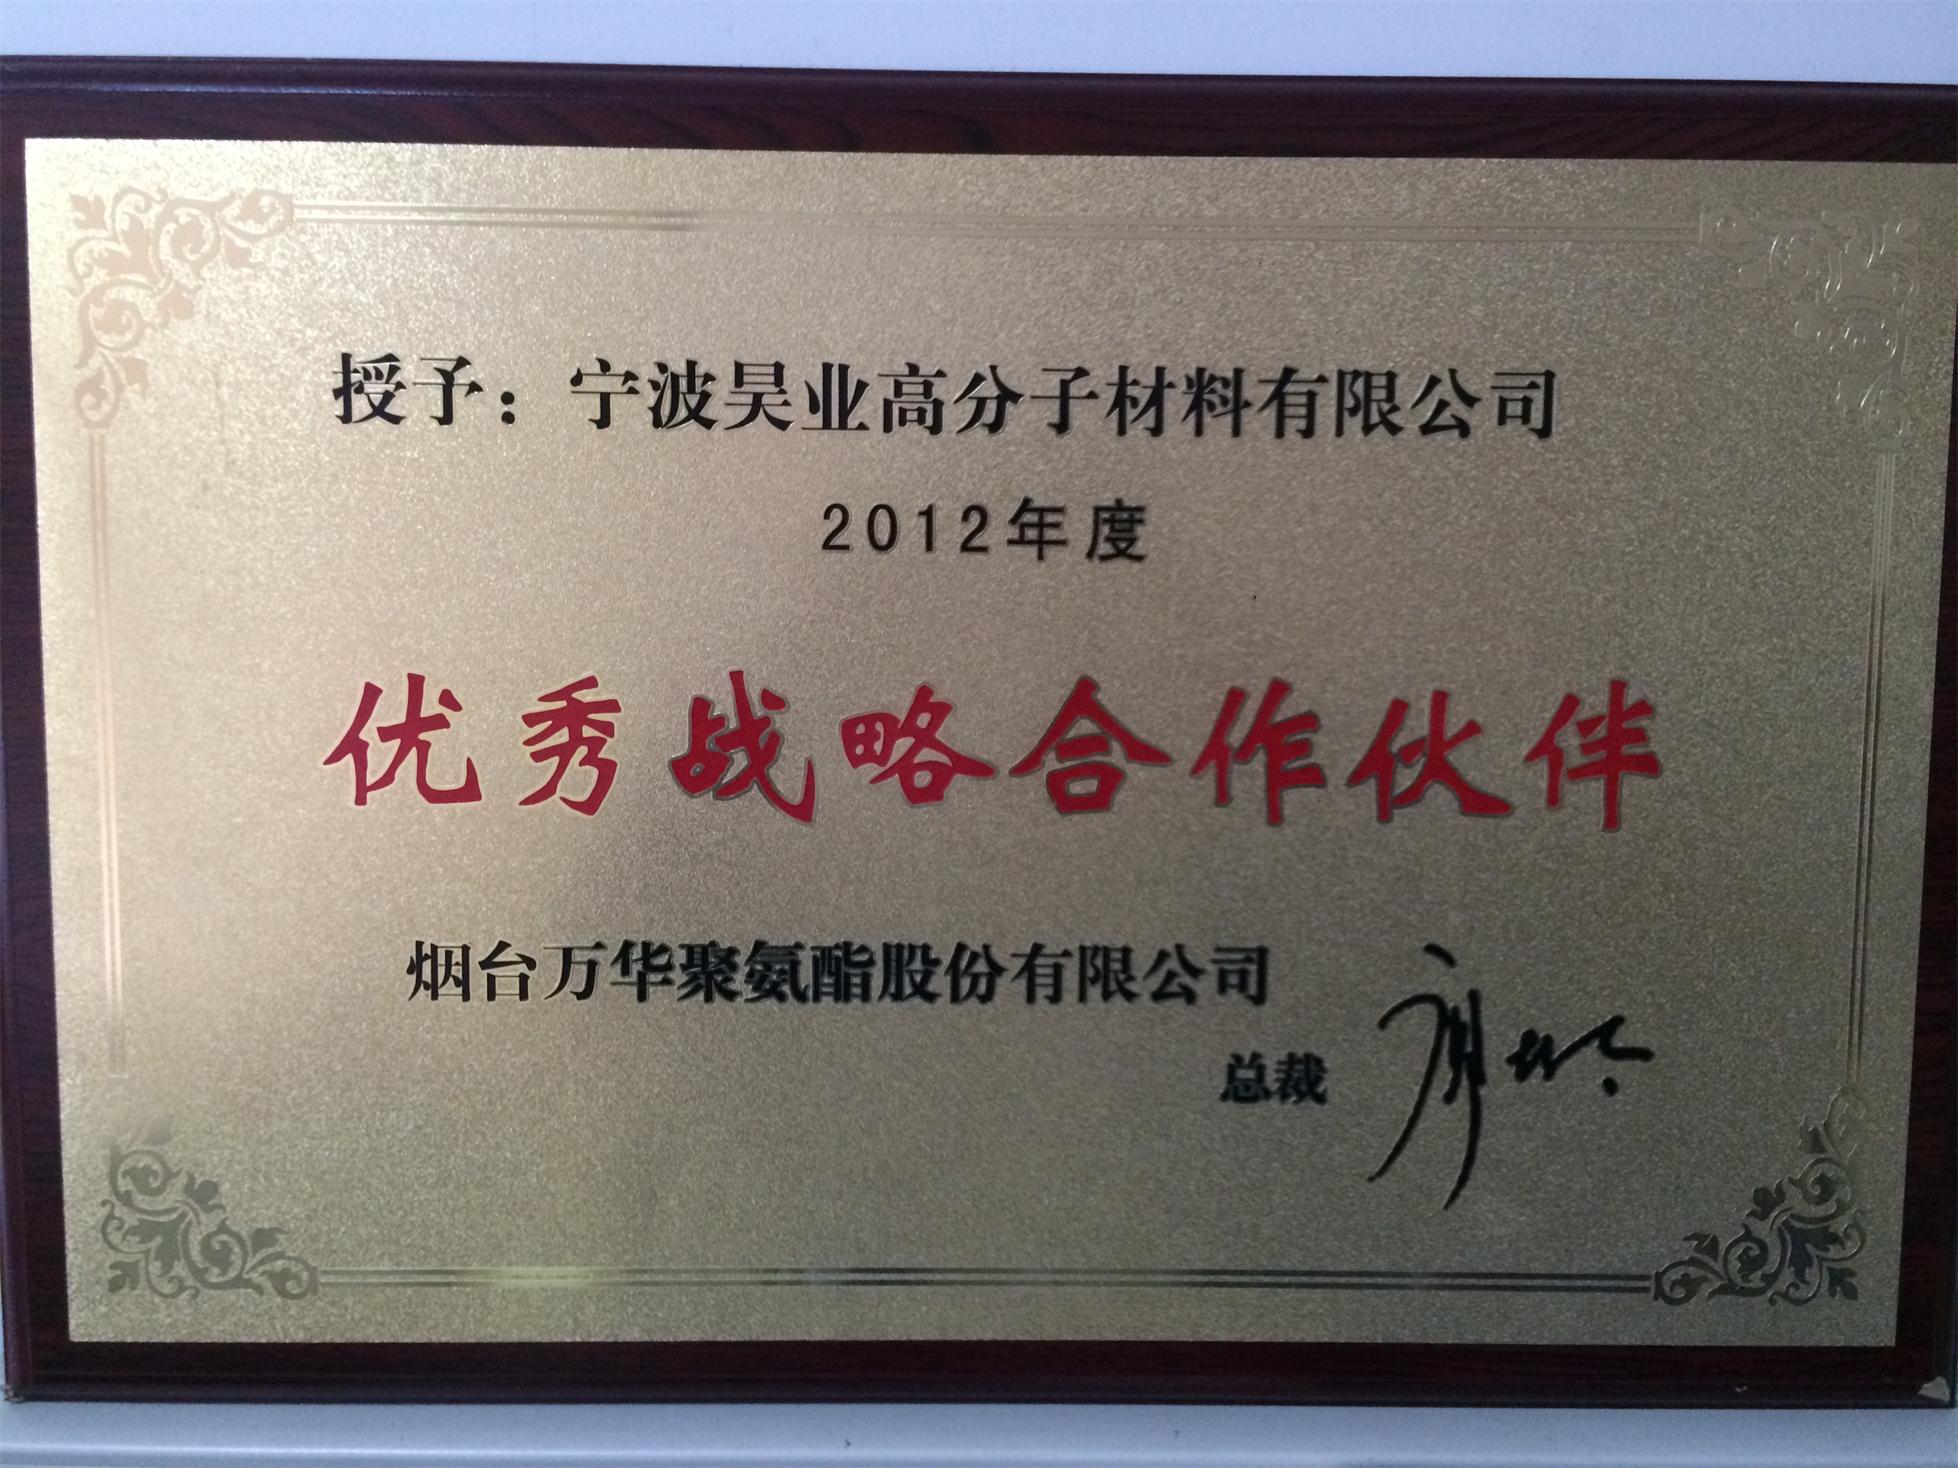 授予：宁波昊业高分子材料有限公司
2012年度
优秀战略合作伙伴
烟台万华聚氨酯股份有限公司
总裁